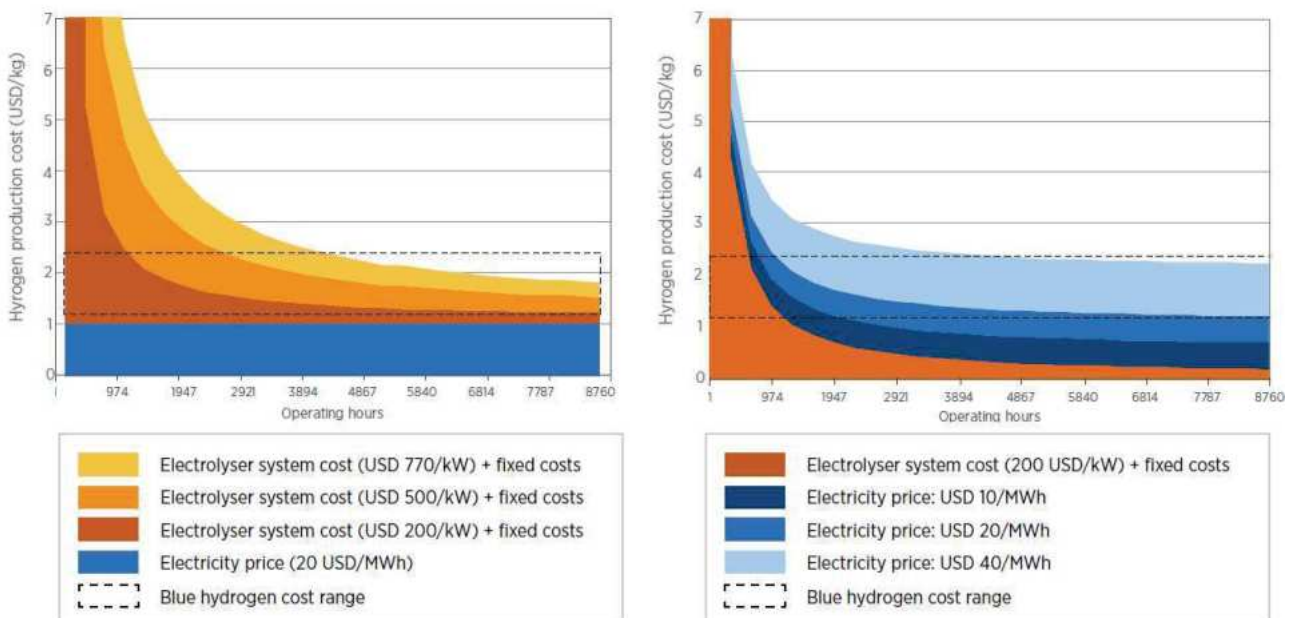 Hyrogen production cost (USD/kg)
7
6
5
4
3
2
1
0
974
1947
2921
3894
4867
5840
6814
7787
8760
Operating hours
Electrolyser system cost (USD 770/kW) + fixed costs
Electrolyser system cost (USD 500/kW) + fixed costs
Electrolyser system cost (USD 200/kW) + fixed costs
Electricity price (20 USD/MWh)
Blue hydrogen cost range
Hydrogen production cost (USD/kg)
7
6
5
4
3
2
1
0
1
974
1947
2921
3894
4867
5840
6814
7787
8760
Operating hours
Electrolyser system cost (200 USD/kW) + fixed costs
Electricity price: USD 10/MWh
Electricity price: USD 20/MWh
Electricity price: USD 40/MWh
Blue hydrogen cost range